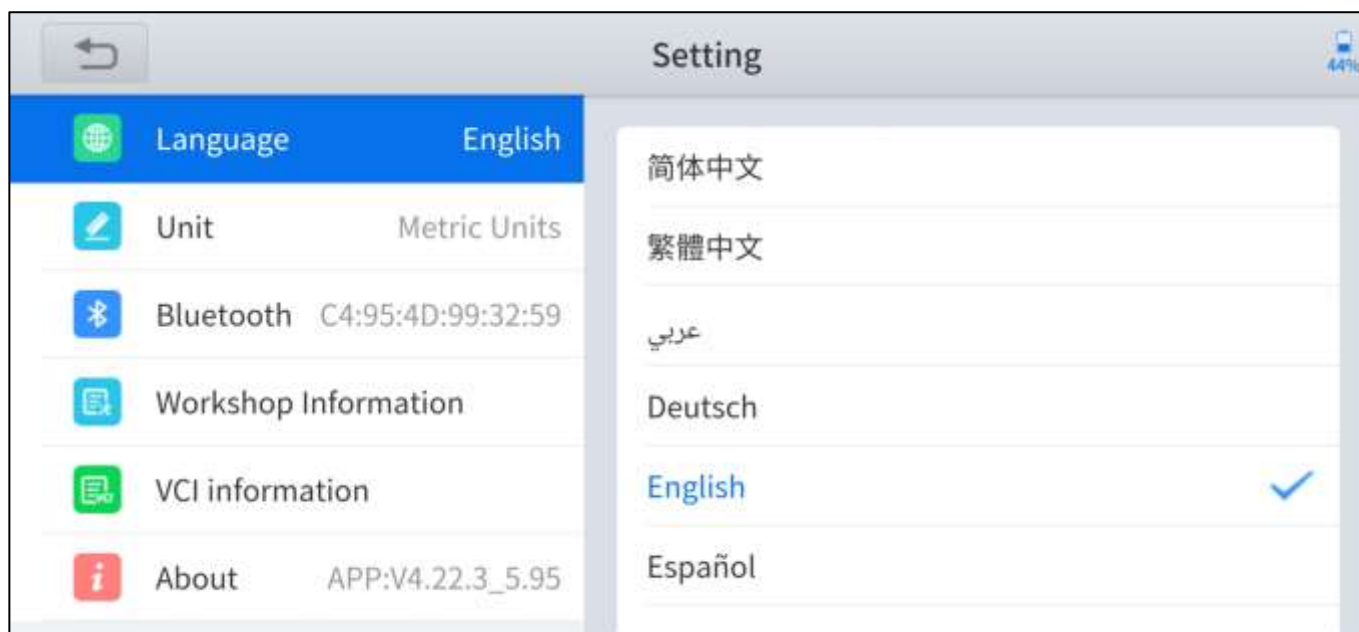 Setting
44%
Language English
Unit Metric Units
Bluetooth C4:95:4D:99:32:59
Workshop Information
VCI information
About APP:V4.22.3_5.95
简体中文
繁體中文
عربي
Deutsch
English
Español